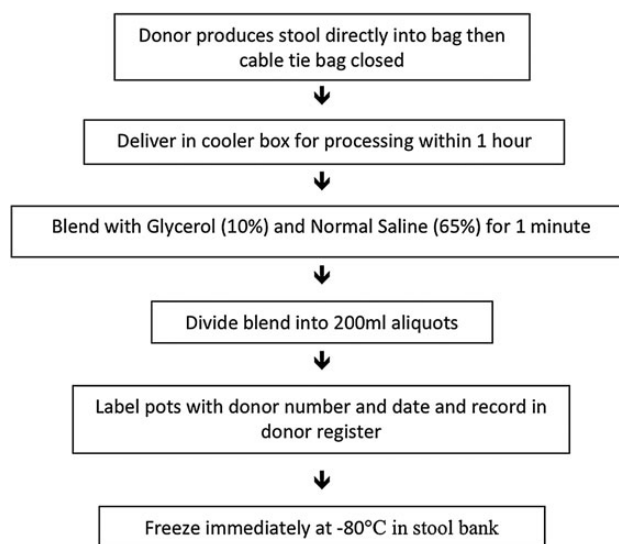 Donor produces stool directly into bag then
cable tie bag closed
Deliver in cooler box for processing within 1 hour
Blend with Glycerol (10%) and Normal Saline (65%) for 1 minute
Divide blend into 200ml aliquots
Label pots with donor number and date and record in
donor register
Freeze immediately at -80°C in stool bank